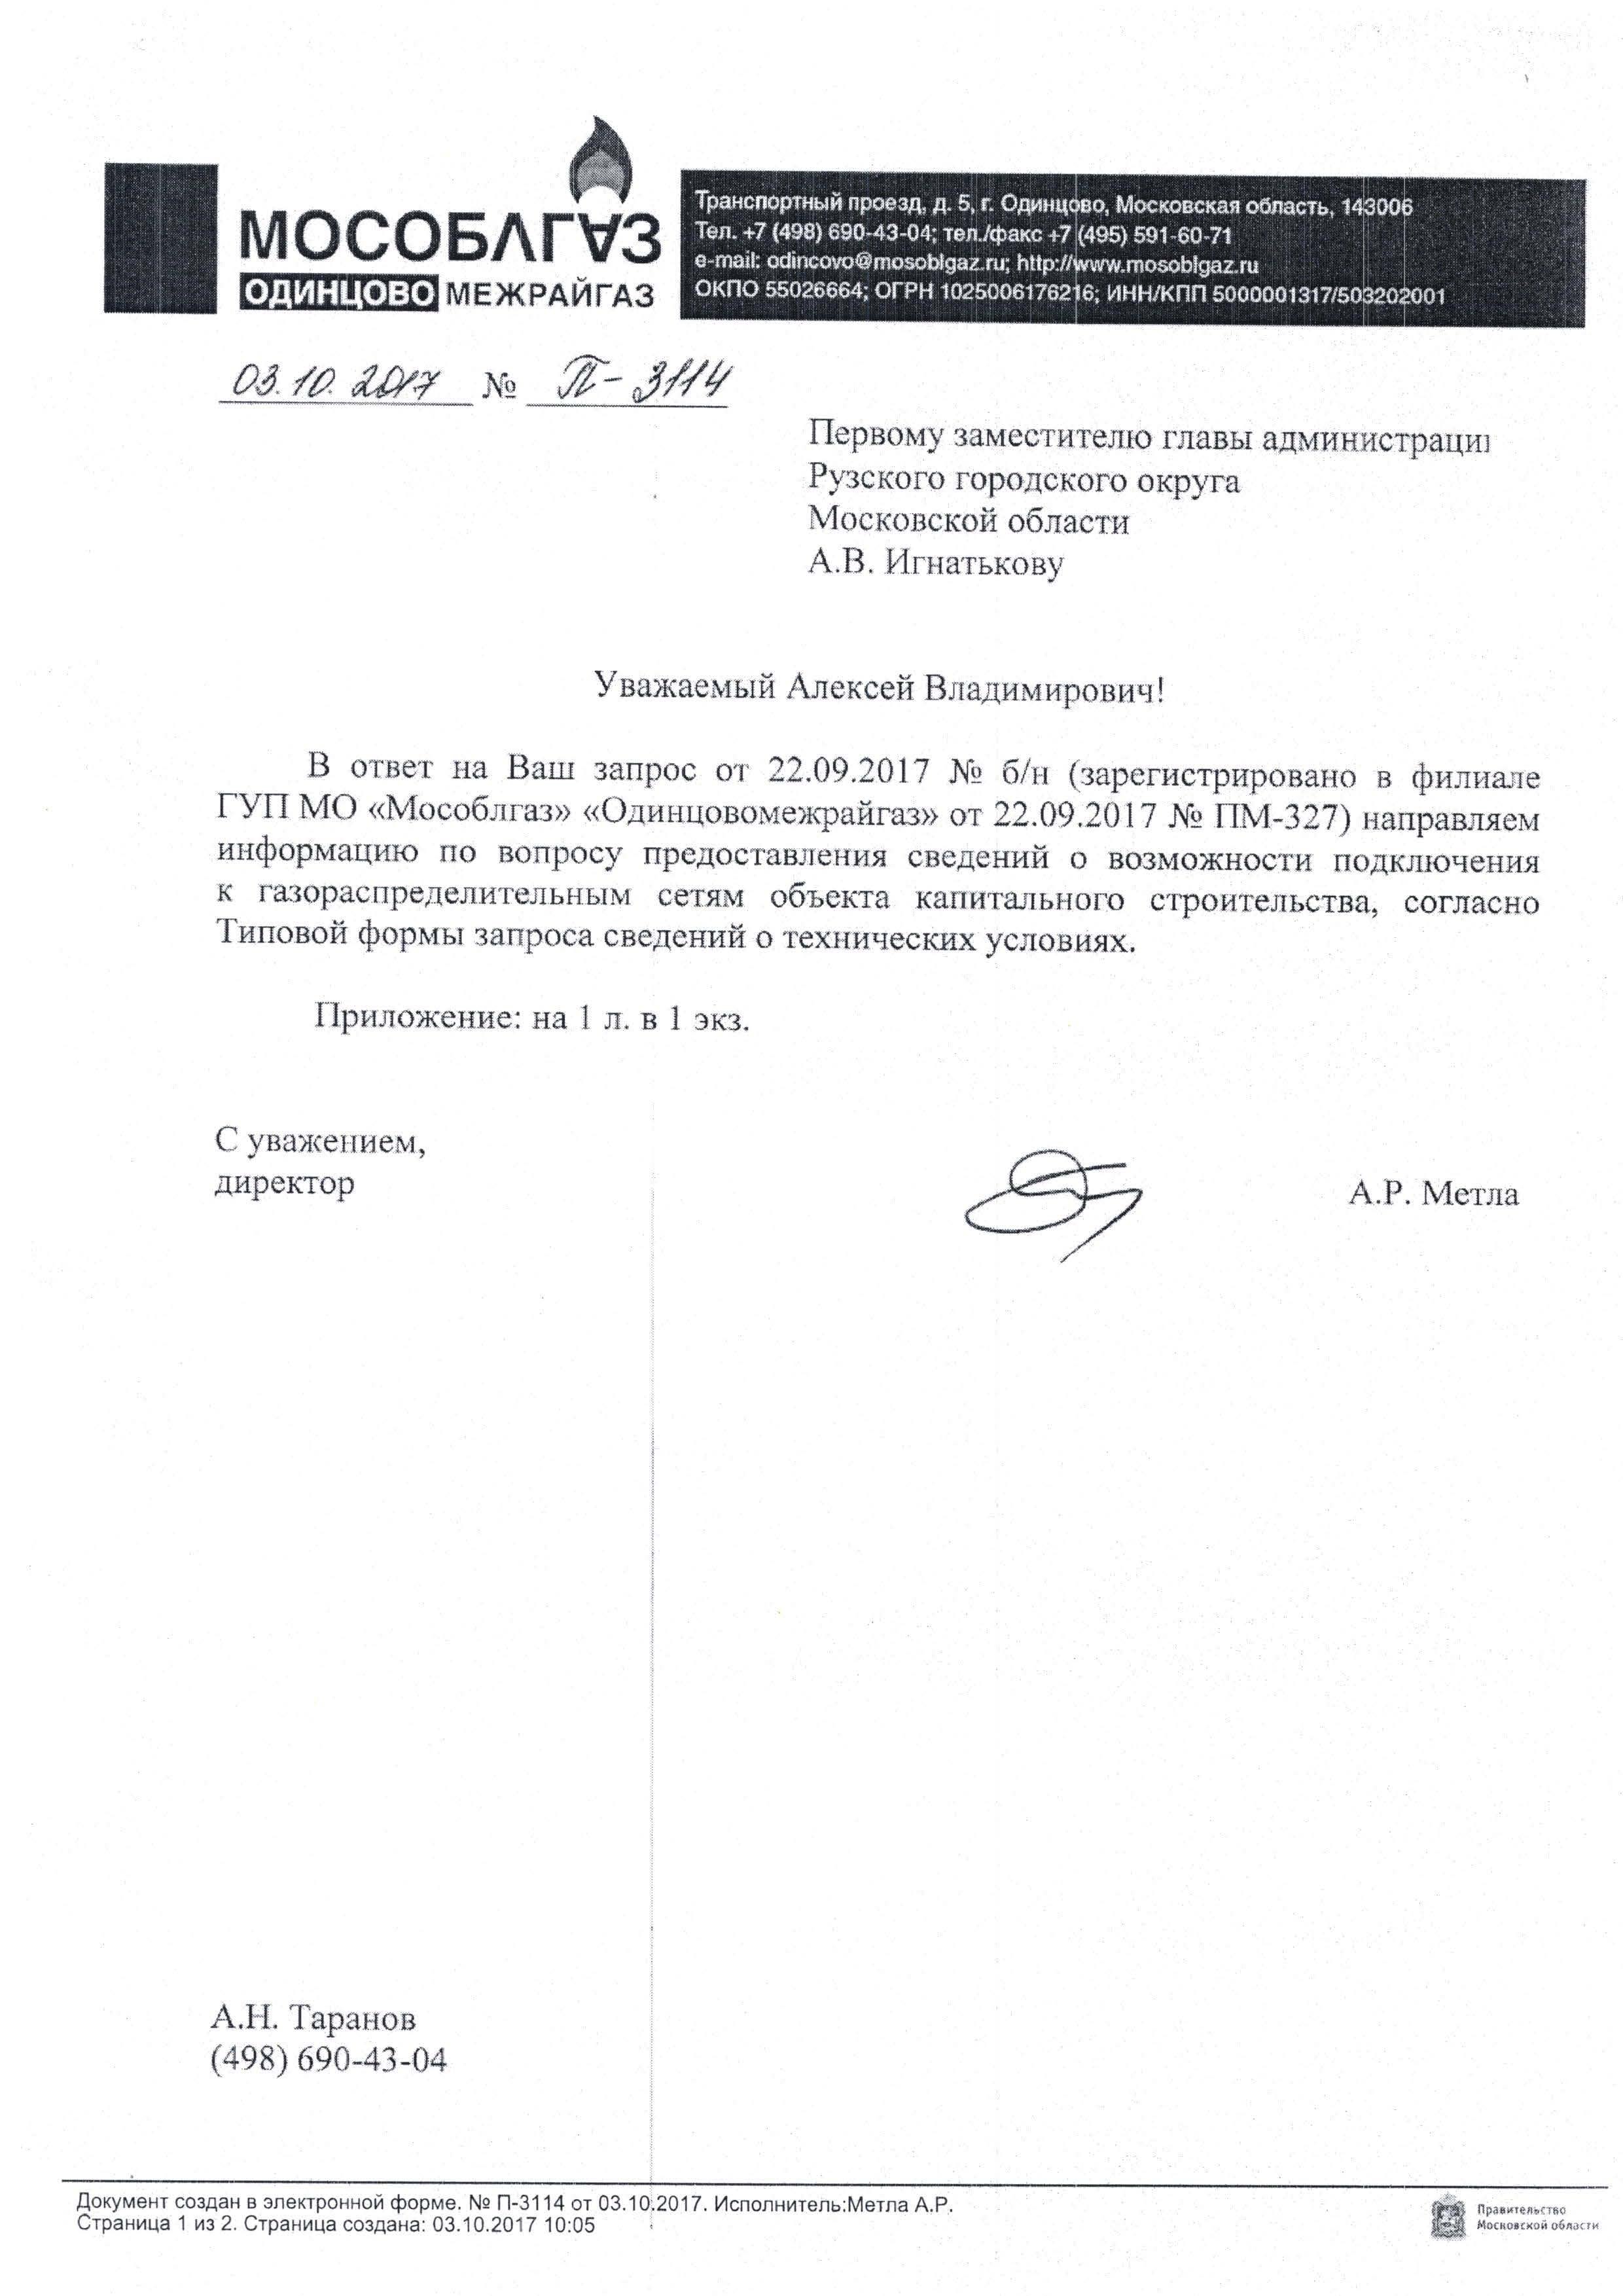 МОСОБЛГАЗ
ОДИНЦОВО МЕЖРАЙГАЗ
Транспортный проезд, д. 5, г. Одинцово, Московская область, 143006
Тел. +7 (498) 690-43-04; тел./факс +7 (495) 591-60-71
e-mail: odincovo@mosoblgaz.ru; http://www.mosoblgaz.ru
ОКПО 55026664; ОГРН 1025006176216; ИНН/КПП 5000001317/503202001
03.10.2017 № П-3114
Первому заместителю главы администраци
Рузского городского округа
Московской области
А.В. Игнатькову
Уважаемый Алексей Владимирович!
В ответ на Ваш запрос от 22.09.2017 № б/н (зарегистрировано в филиале
ГУП МО «Мособлгаз» «Одинцовомежрайгаз» от 22.09.2017 № ПМ-327) направляем
информацию по вопросу предоставления сведений о возможности подключения
к газораспределительным сетям объекта капитального строительства, согласно
Типовой формы запроса сведений о технических условиях.
Приложение: на 1 л. в 1 экз.
С уважением,
директор
А.Р. Метла
А.Н. Таранов
(498) 690-43-04
Документ создан в электронной форме. № П-3114 от 03.10.2017. Исполнитель:Метла А.Р.
Страница 1 из 2. Страница создана: 03.10.2017 10:05
Правительство
Московской области